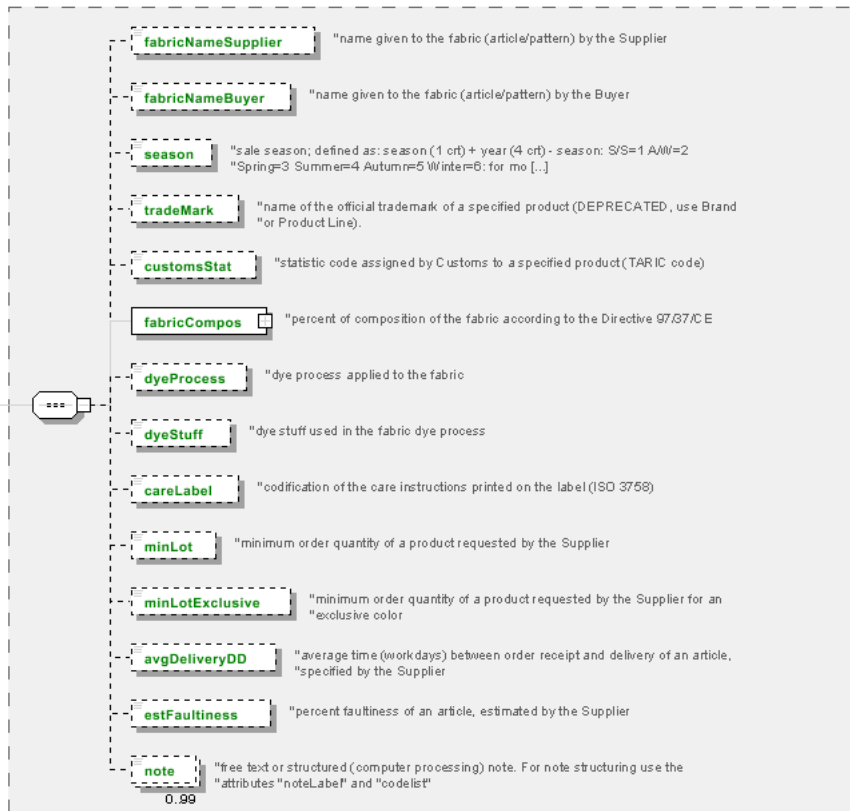 fabricNameSupplier "name given to the fabric (article/pattern) by the Supplier
fabricNameBuyer "name given to the fabric (article/pattern) by the Buyer
season "sale season; defined as: season (1 crt) + year (4 crt) - season: S/S=1 A/W=2
"Spring=3 Summer=4 Autumn=5 Winter=6: for mo [...]
tradeMark "name of the official trademark of a specified product (DEPRECATED, use Brand
"or Product Line).
customsStat "statistic code assigned by Customs to a specified product (TARIC code)
fabricCompos "percent of composition of the fabric according to the Directive 97/37/CE
dyeProcess "dye process applied to the fabric
dyeStuff "dye stuff used in the fabric dye process
careLabel "codification of the care instructions printed on the label (ISO 3758)
minLot "minimum order quantity of a product requested by the Supplier
minLotExclusive "minimum order quantity of a product requested by the Supplier for an
"exclusive color
avgDeliveryDD "average time (workdays) between order receipt and delivery of an article,
"specified by the Supplier
estFaultiness "percent faultiness of an article, estimated by the Supplier
note "free text or structured (computer processing) note. For note structuring use the
"attributes "noteLabel" and "codelist"
0..99